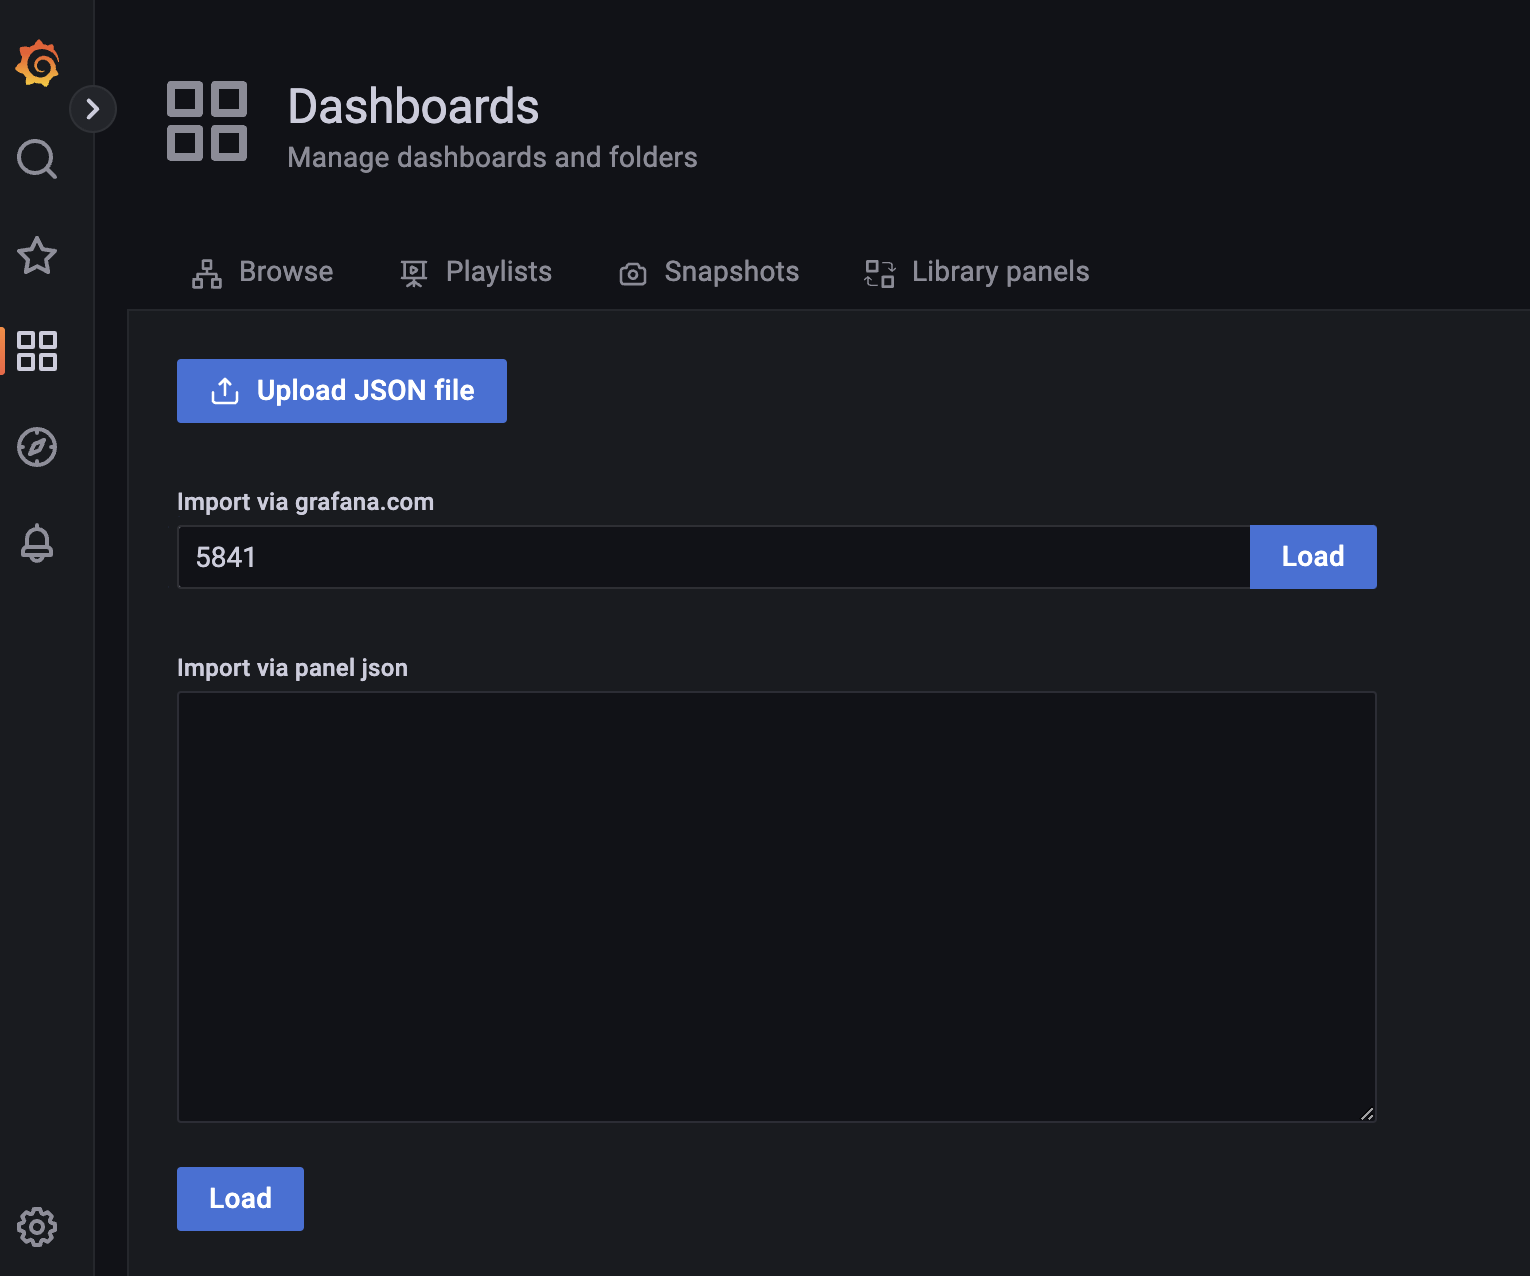 Dashboards
Manage dashboards and folders
Browse
Playlists
Snapshots
Library panels
Upload JSON file
Import via grafana.com
5841
Load
Import via panel json
Load